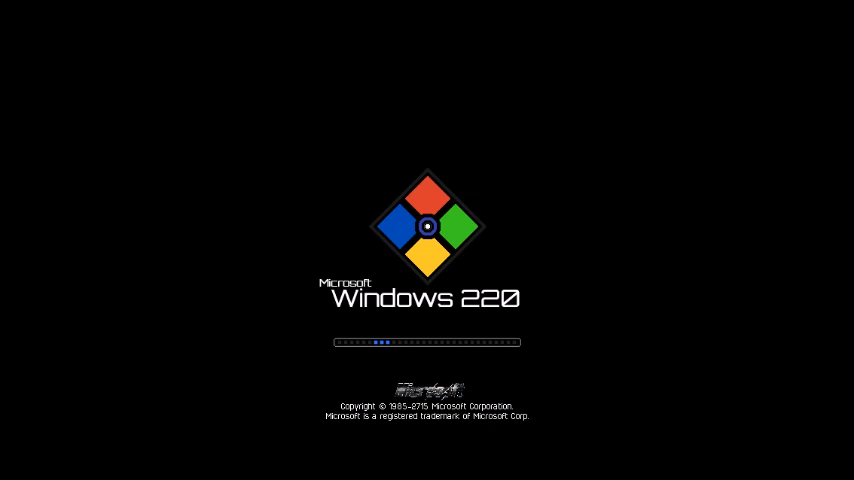 Microsoft
Windows 220
Copyright © 1985-2715 Microsoft Corporation.
Microsoft is a registered trademark of Microsoft Corp.